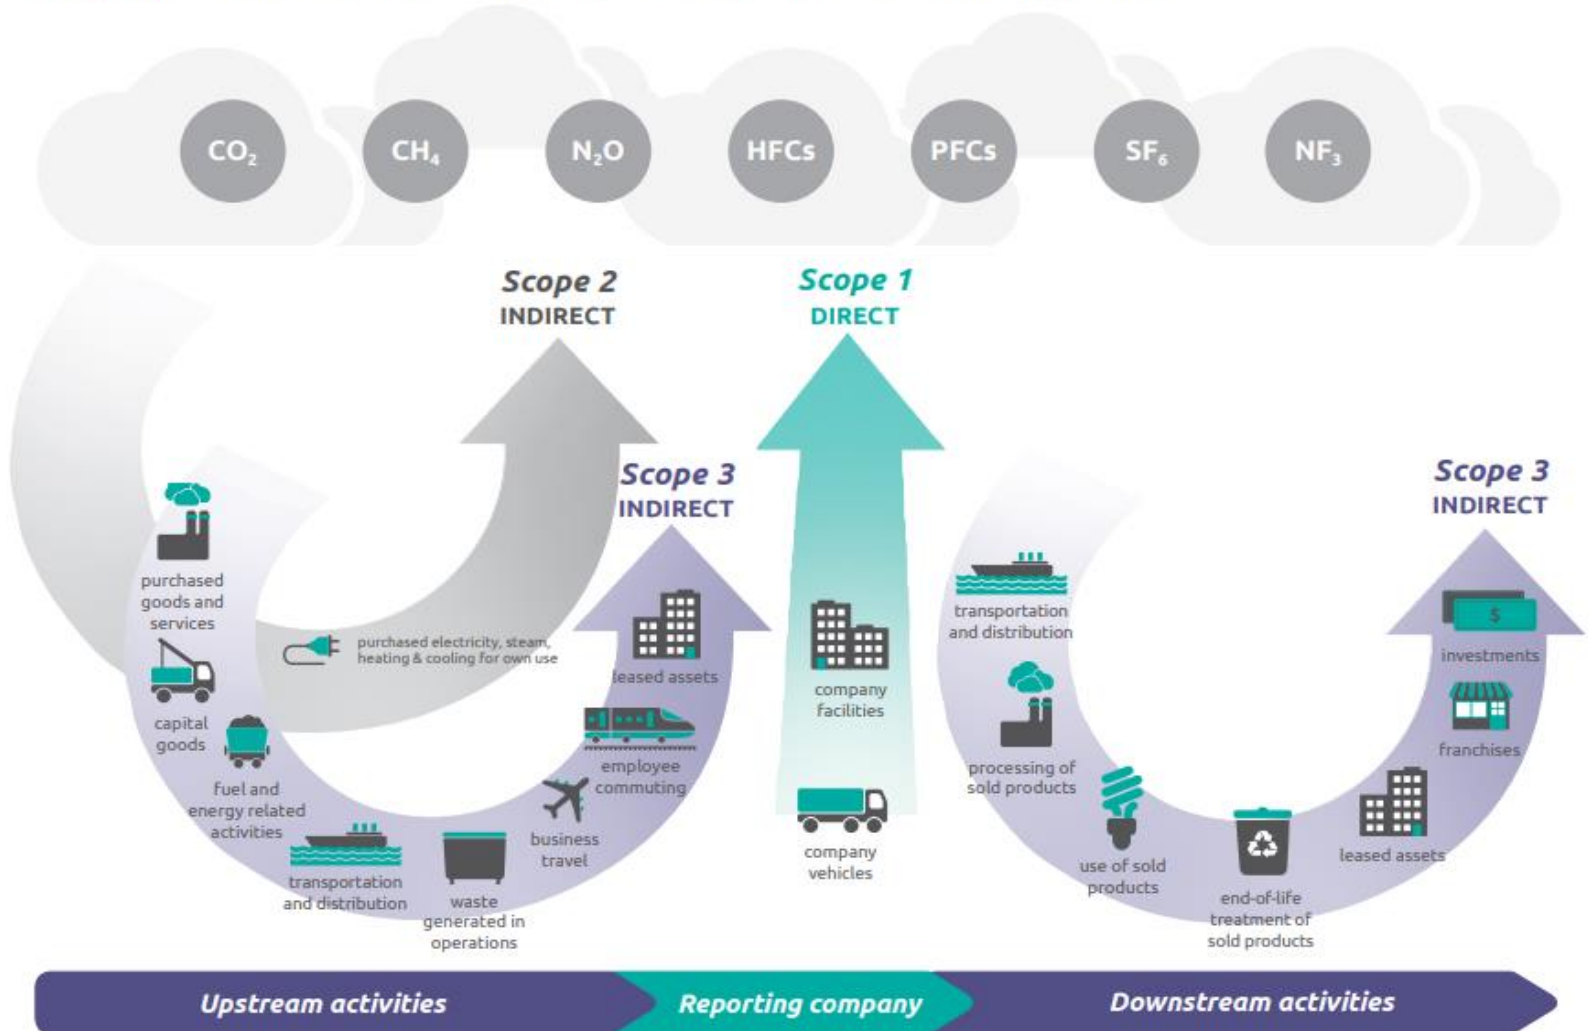 CO₂
CH₄
N₂O
HFCs
PFCs
SF₆
NF₃
Scope 2
INDIRECT
Scope 1
DIRECT
Scope 3
INDIRECT
Scope 3
INDIRECT
purchased
goods and
services
purchased electricity, steam,
heating & cooling for own use
capital
goods
fuel and
energy related
activities
transportation
and distribution
waste
generated in
operations
business
travel
employee
commuting
leased assets
company
facilities
company
vehicles
transportation
and distribution
processing of
sold products
use of sold
products
end-of-life
treatment of
sold products
leased assets
franchises
$
investments
Upstream activities
Reporting company
Downstream activities